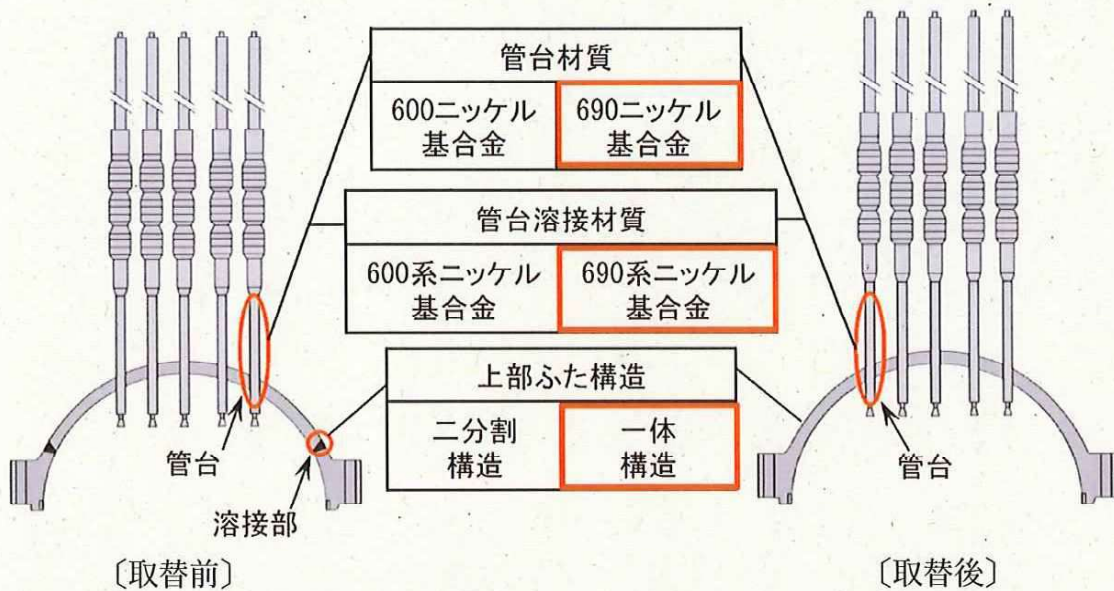 管台材質
600ニッケル
基合金
690ニッケル
基合金
管台溶接材質
600系ニッケル
基合金
690系ニッケル
基合金
上部ふた構造
二分割
構造
一体
構造
管台
溶接部
管台
〔取替前〕
〔取替後〕